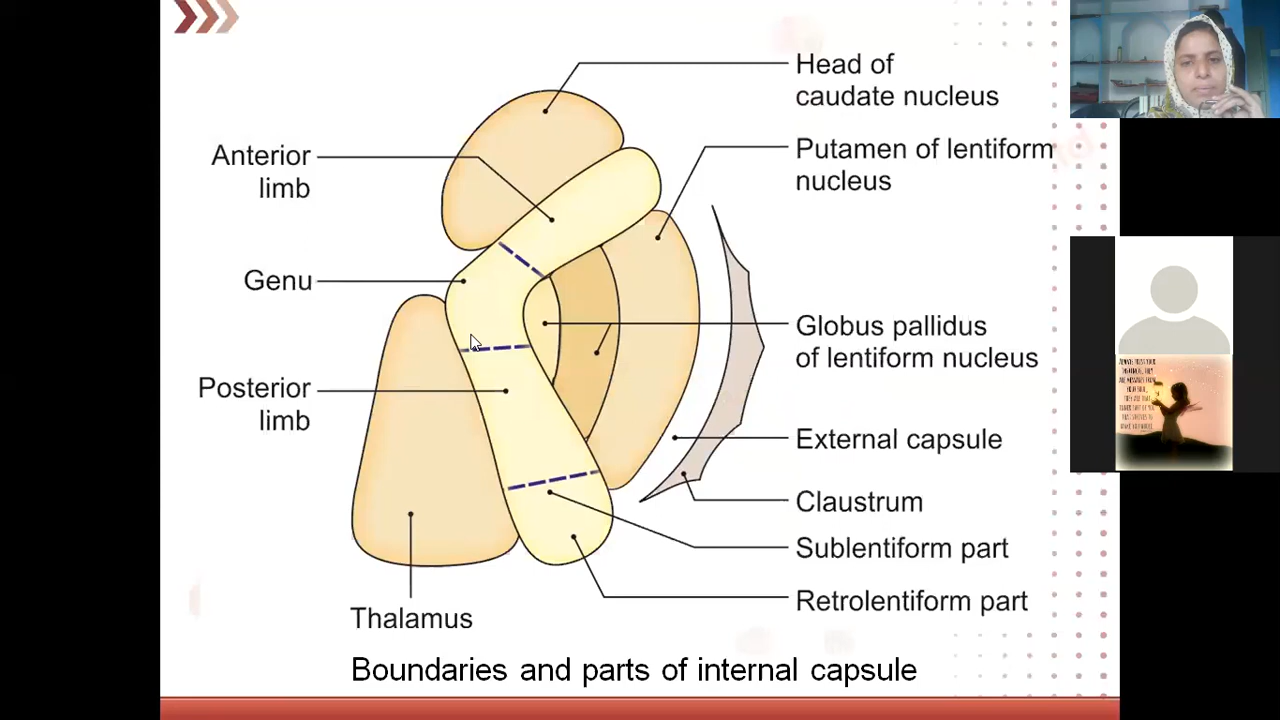 Head of
caudate nucleus
Anterior
limb
Putamen of lentiform
nucleus
Genu
Globus pallidus
of lentiform nucleus
Posterior
limb
External capsule
Claustrum
Sublentiform part
Retrolentiform part
Thalamus
Boundaries and parts of internal capsule